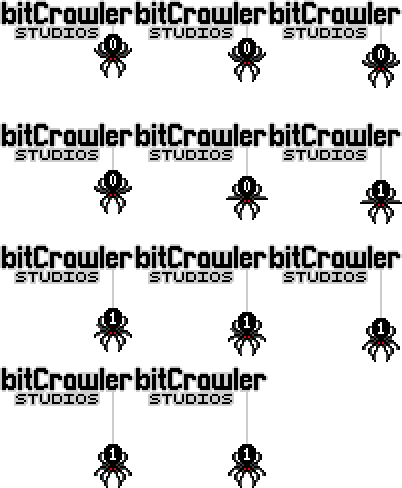 bitCrawler bitCrawler bitCrawler
STUDIOS STUDIOS STUDIOS
0 0 0
bitCrawler bitCrawler bitCrawler
STUDIOS STUDIOS STUDIOS
0 0 1
bitCrawler bitCrawler bitCrawler
STUDIOS STUDIOS STUDIOS
1 1 1
bitCrawler bitCrawler
STUDIOS STUDIOS
1 1